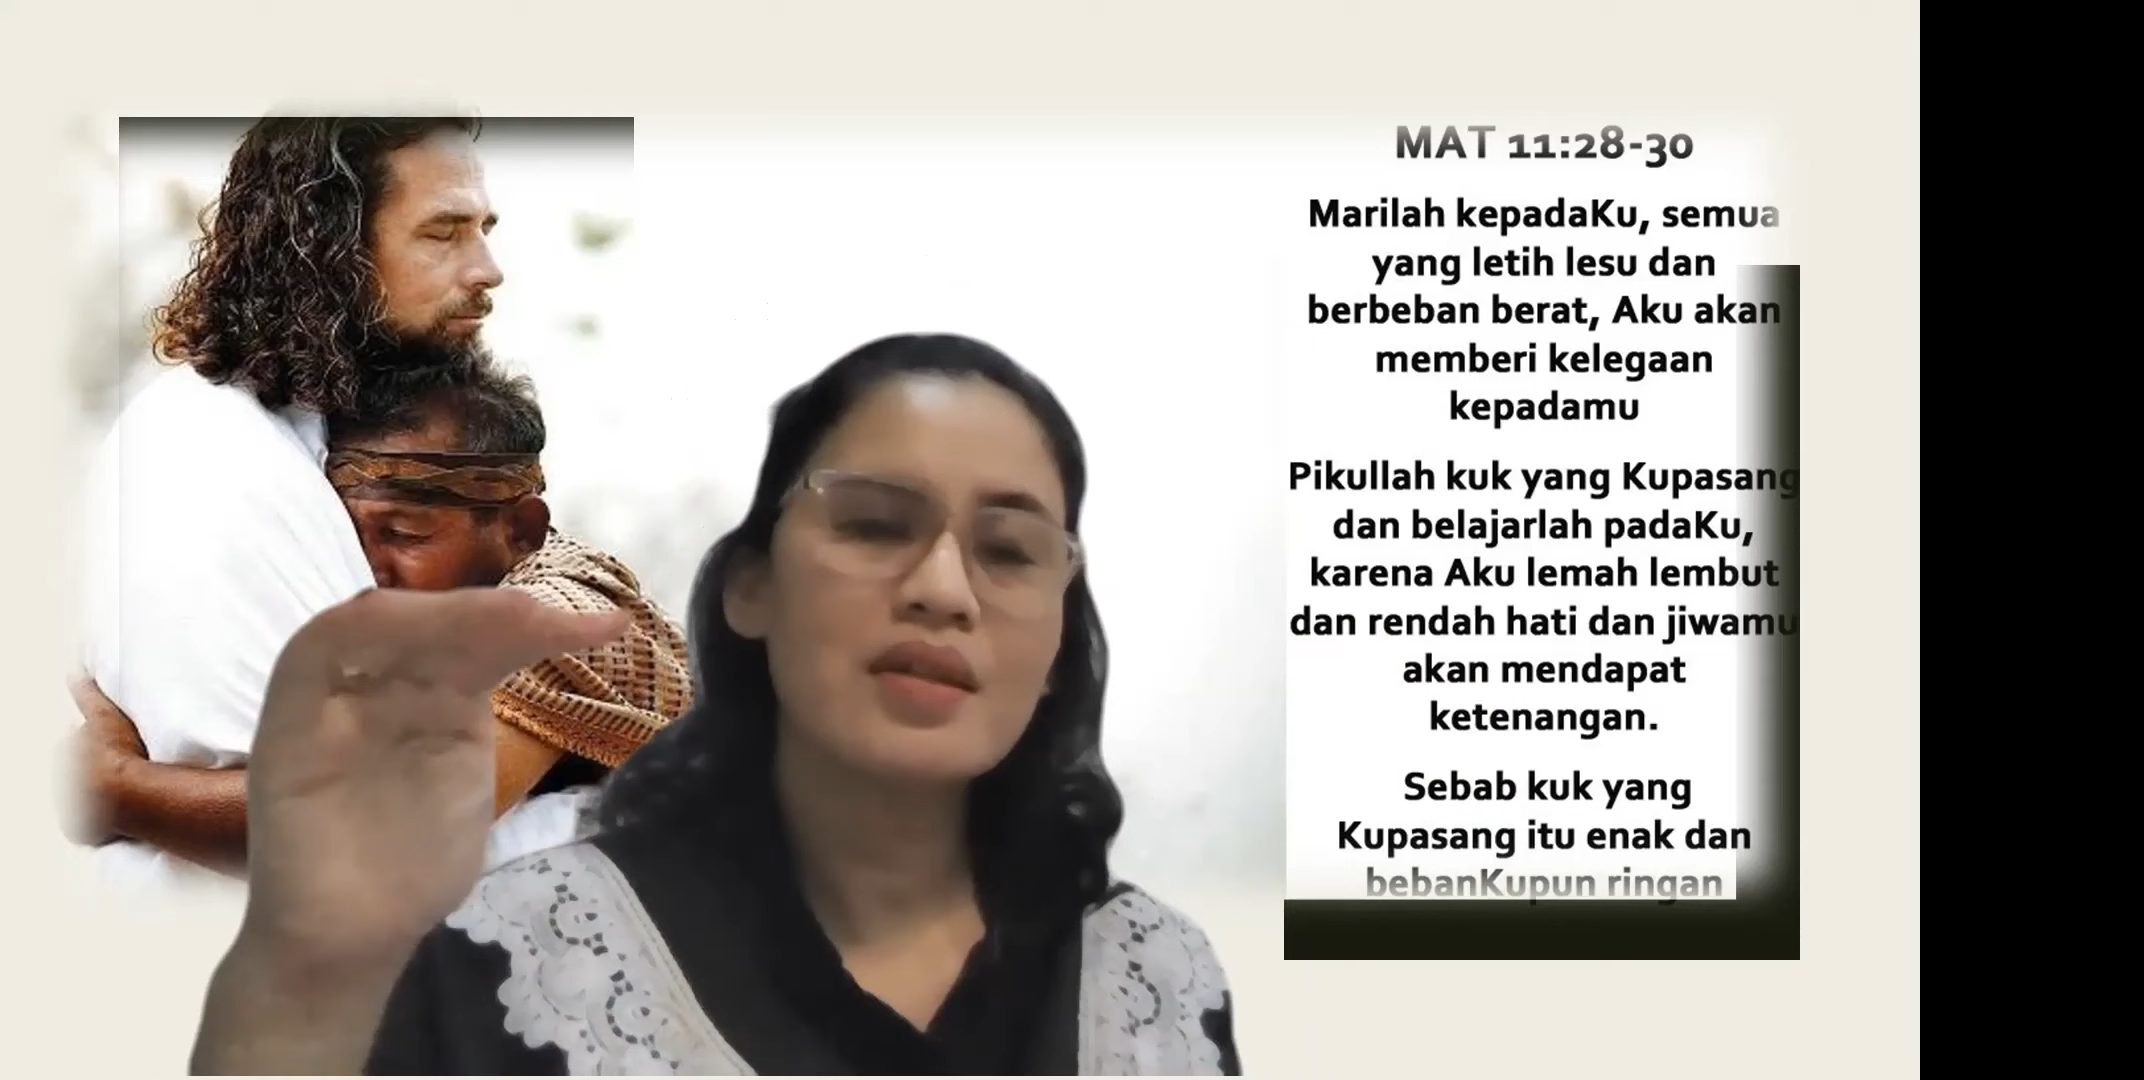 MAT 11:28-30
Marilah kepadaKu, semua
yang letih lesu dan
berbeban berat, Aku akan
memberi kelegaan
kepadamu
Pikullah kuk yang Kupasang
dan belajarlah padaKu,
karena Aku lemah lembut
dan rendah hati dan jiwamu
akan mendapat
ketenangan.
Sebab kuk yang
Kupasang itu enak dan
bebanKupun ringan